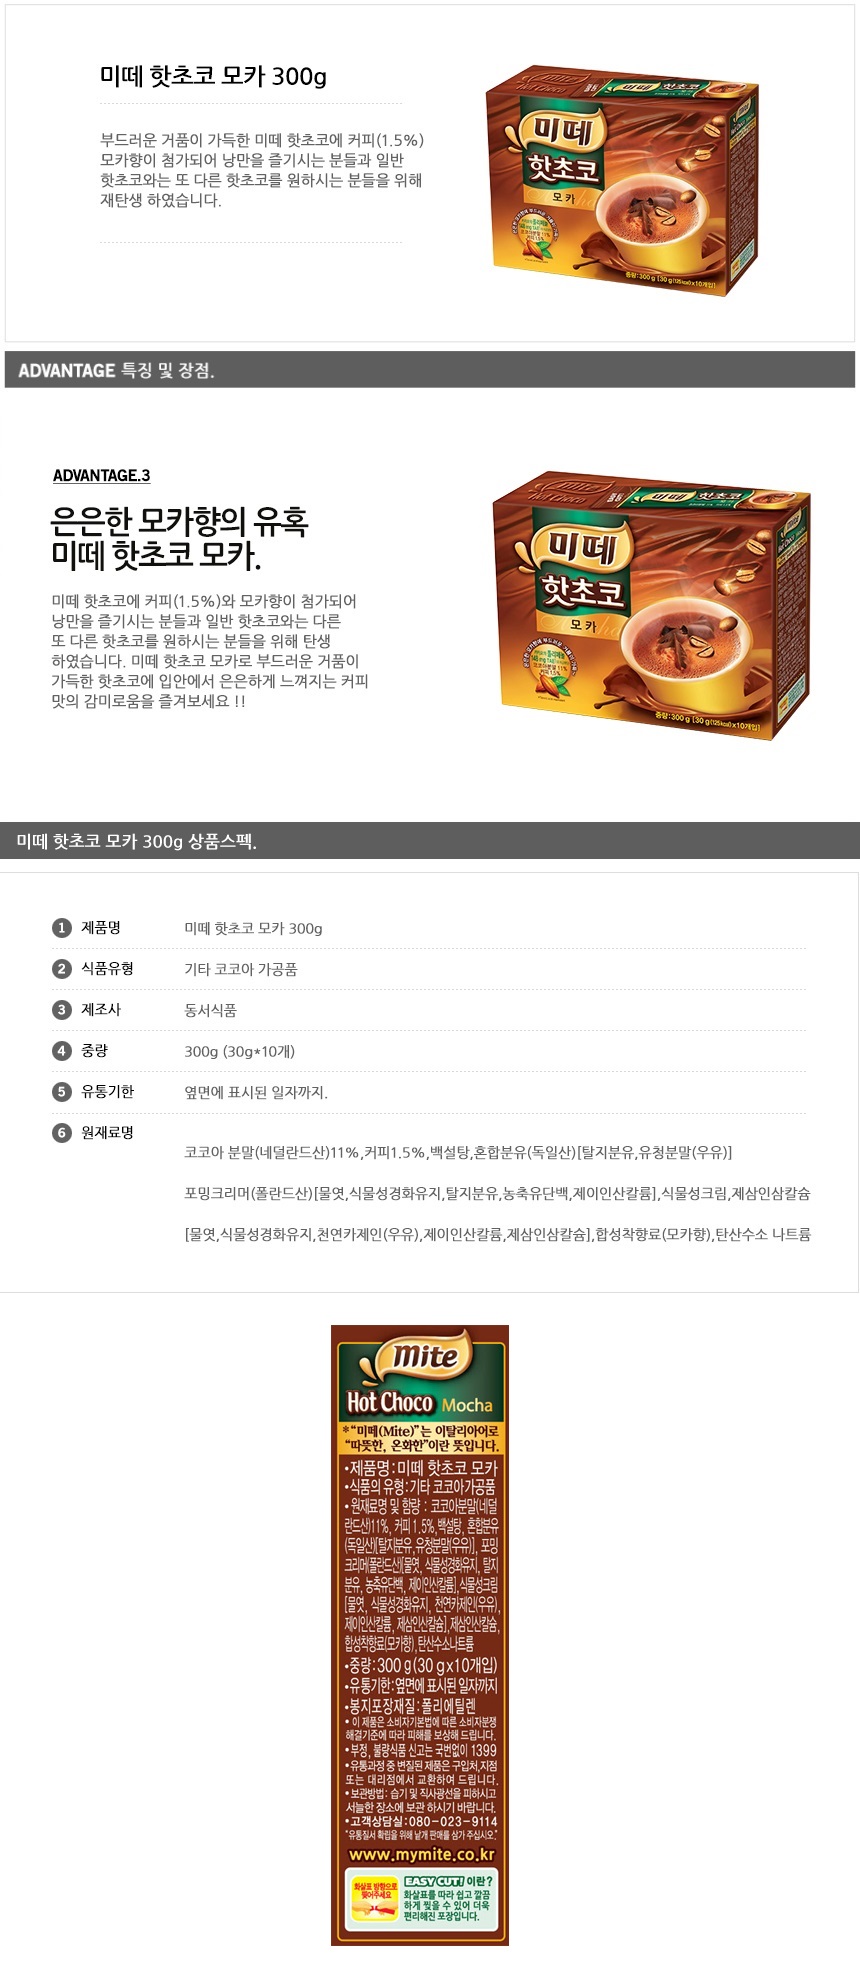 미떼 핫초코 모카 300g
부드러운 거품이 가득한 미떼 핫초코에 커피(1.5%)
모카향이 첨가되어 낭만을 즐기시는 분들과 일반
핫초코와는 또 다른 핫초코를 원하시는 분들을 위해
재탄생 하였습니다.
미떼
핫초코
모카
중량:300 g [30 g(125 kcal)x10개입]
ADVANTAGE 특징 및 장점.
ADVANTAGE.3
은은한 모카향의 유혹
미떼 핫초코 모카.
미떼 핫초코에 커피(1.5%)와 모카향이 첨가되어
낭만을 즐기시는 분들과 일반 핫초코와는 다른
또 다른 핫초코를 원하시는 분들을 위해 탄생
하였습니다. 미떼 핫초코 모카로 부드러운 거품이
가득한 핫초코에 입안에서 은은하게 느껴지는 커피
맛의 감미로움을 즐겨보세요 !!
미떼
핫초코
모카
중량:300 g [30 g(125 kcal)x10개입]
미떼 핫초코 모카 300g 상품스펙.
1 제품명 미떼 핫초코 모카 300g
2 식품유형 기타 코코아 가공품
3 제조사 동서식품
4 중량 300g (30g*10개)
5 유통기한 옆면에 표시된 일자까지.
6 원재료명
코코아 분말(네덜란드산)11%,커피1.5%,백설탕,혼합분유(독일산)[탈지분유,유청분말(우유)]
포밍크리머(폴란드산)[물엿,식물성경화유지,탈지분유,농축유단백,제이인산칼륨],식물성크림,제삼인삼칼슘
[물엿,식물성경화유지,천연카제인(우유),제이인산칼륨,제삼인삼칼슘],합성착향료(모카향),탄산수소 나트륨
mite
Hot Choco Mocha
*“미떼(Mite)”는 이탈리아어로
“따뜻한, 온화한”이란 뜻입니다.
•제품명:미떼 핫초코 모카
•식품의 유형:기타 코코아가공품
•원재료명 및 함량 : 코코아분말(네덜
란드산)11%, 커피 1.5%, 백설탕, 혼합분유
(독일산)[탈지분유,유청분말(우유)], 포밍
크리머(폴란드산)[물엿, 식물성경화유지, 탈지
분유, 농축유단백, 제이인산칼륨],식물성크림
[물엿, 식물성경화유지, 천연카제인(우유),
제이인산칼륨, 제삼인산칼슘],제삼인산칼슘,
합성착향료(모카향),탄산수소나트륨
•중량:300 g(30 gx10개입)
•유통기한:옆면에 표시된 일자까지
•봉지포장재질:폴리에틸렌
•이 제품은 소비자기본법에 따른 소비자분쟁
해결기준에 따라 피해를 보상해 드립니다.
•부정, 불량식품 신고는 국번없이 1399
•유통과정 중 변질된 제품은 구입처,지점
또는 대리점에서 교환하여 드립니다.
•보관방법: 습기 및 직사광선을 피하시고
서늘한 장소에 보관 하시기 바랍니다.
•고객상담실:080-023-9114
"유통질서 확립을 위해 낱개 판매를 삼가 주십시오."
www.mymite.co.kr
화살표 방향으로
찢어주세요
EASY CUT! 이란?
화살표를 따라 쉽고 깔끔
하게 찢을 수 있어 더욱
편리해진 포장입니다.